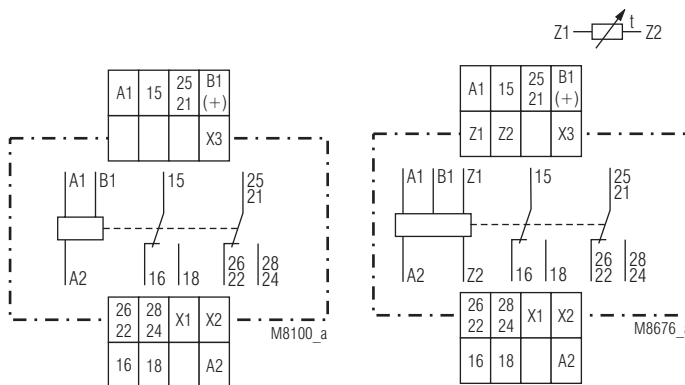 Z1 t Z2
A1 15 25 21 B1 (+)
X3
A1 B1 15 25 21
A2 16 18 26 22 28 24
26 22 28 24 X1 X2
16 18 A2
M8100_a
A1 15 25 21 B1 (+)
Z1 Z2 X3
A1 B1 Z1 15 25 21
A2 Z2 16 18 26 22 28 24
26 22 28 24 X1 X2
16 18 A2
M8676_